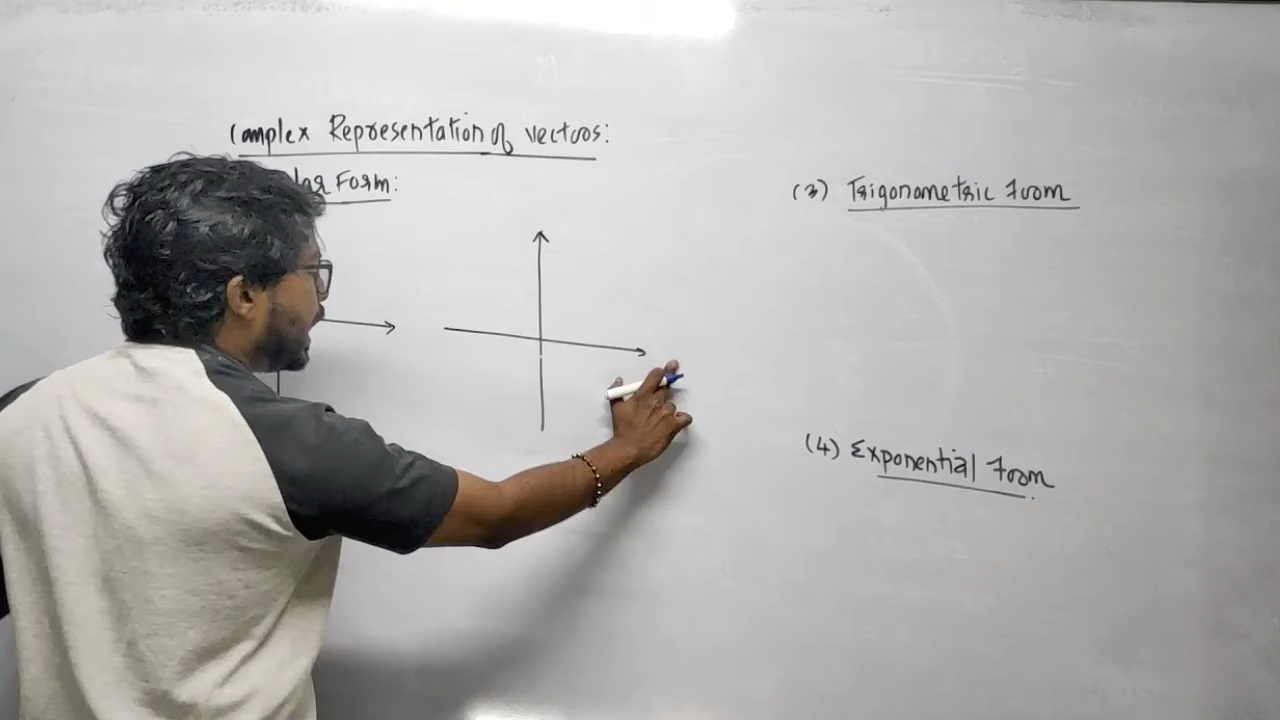 Complex Representation of vectors:
Form:
(3) Trigonometric Form
(4) Exponential Form